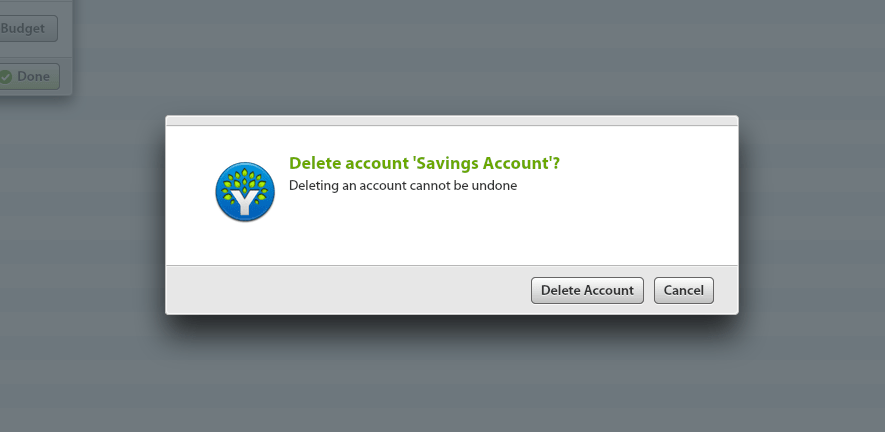 Budget
Done
Delete account 'Savings Account'?
Deleting an account cannot be undone
Y
Delete Account
Cancel